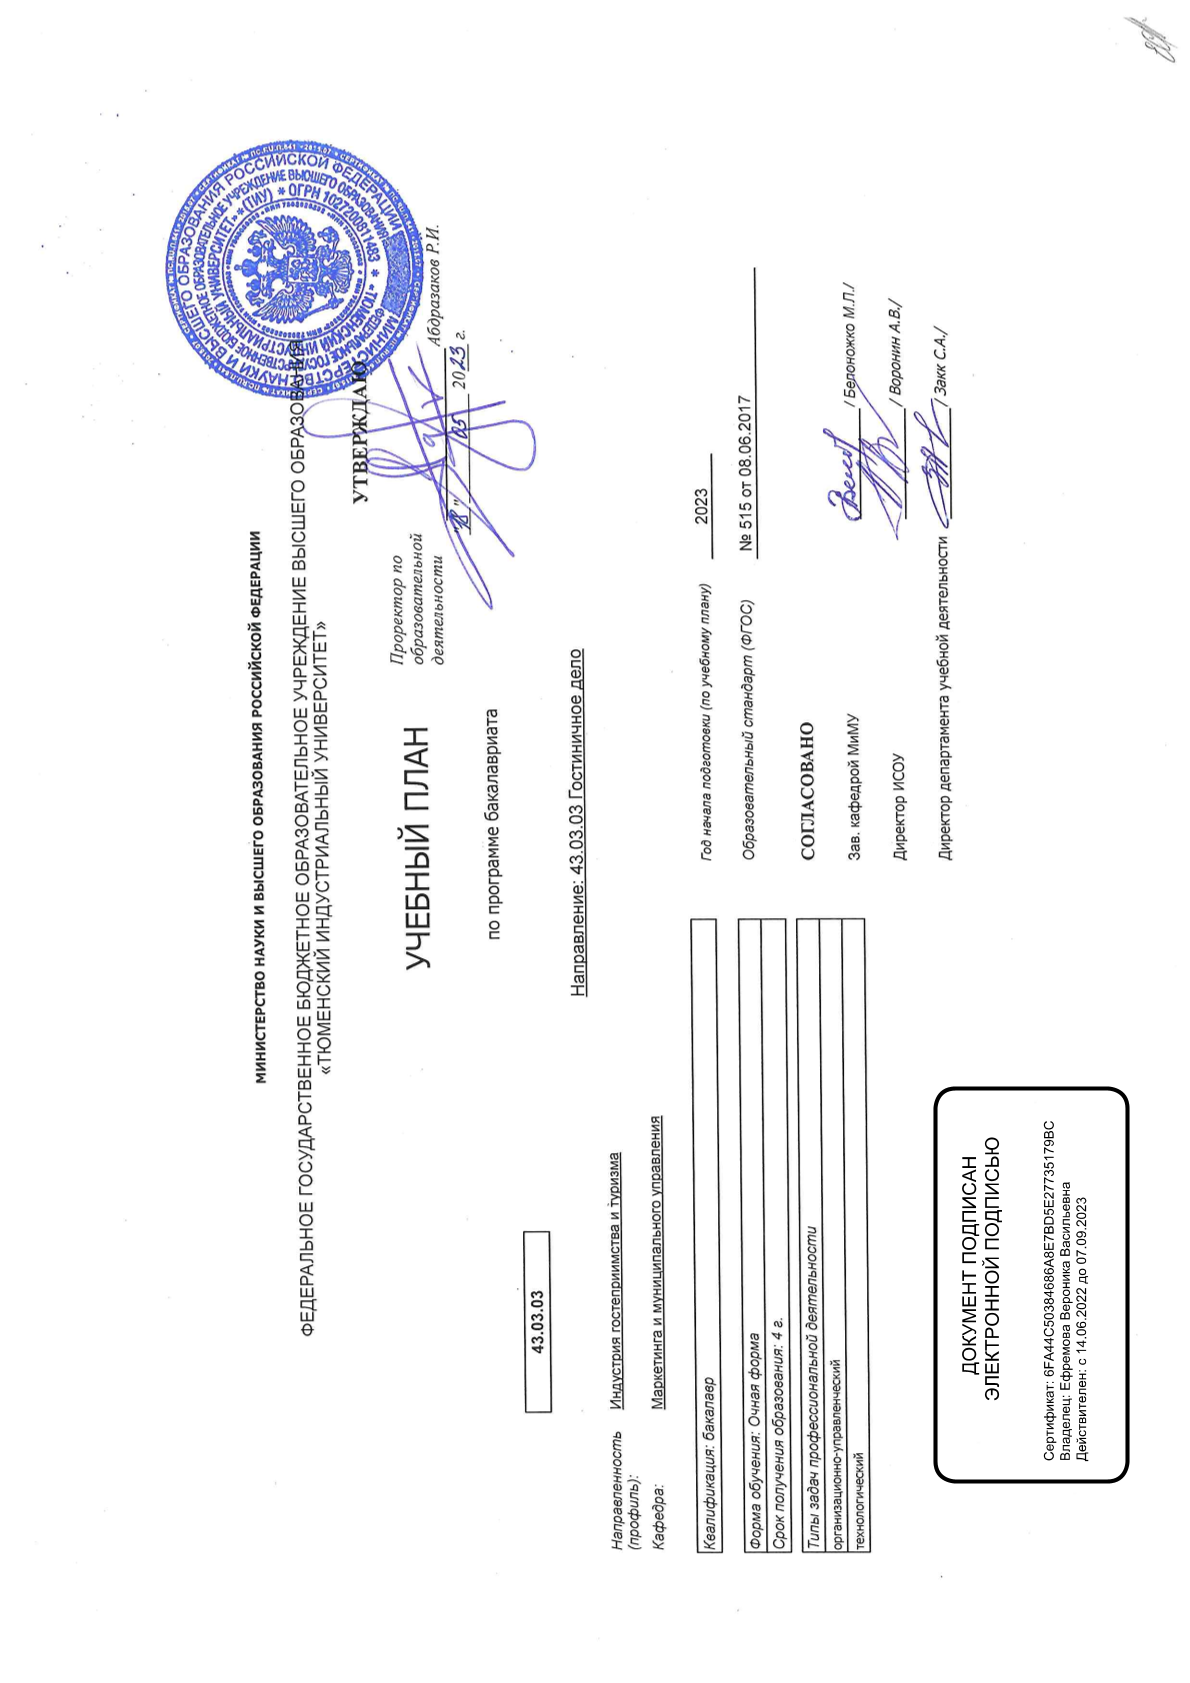 МИНИСТЕРСТВО НАУКИ И ВЫСШЕГО ОБРАЗОВАНИЯ РОССИЙСКОЙ ФЕДЕРАЦИИ
ФЕДЕРАЛЬНОЕ ГОСУДАРСТВЕННОЕ БЮДЖЕТНОЕ ОБРАЗОВАТЕЛЬНОЕ УЧРЕЖДЕНИЕ ВЫСШЕГО ОБРАЗОВАНИЯ
«ТЮМЕНСКИЙ ИНДУСТРИАЛЬНЫЙ УНИВЕРСИТЕТ»
УТВЕРЖДАЮ
Проректор по
образовательной
деятельности
Абдразаков Р.И.
"18" 05 2023 г.
УЧЕБНЫЙ ПЛАН
по программе бакалавриата
43.03.03
Направление: 43.03.03 Гостиничное дело
Направленность
(профиль):
Индустрия гостеприимства и туризма
Кафедра: Маркетинга и муниципального управления
Квалификация: бакалавр
Форма обучения: Очная форма
Срок получения образования: 4 г.
Типы задач профессиональной деятельности
организационно-управленческий
технологический
Год начала подготовки (по учебному плану) 2023
Образовательный стандарт (ФГОС) № 515 от 08.06.2017
СОГЛАСОВАНО
Зав. кафедрой МиМУ / Белоножко М.Л./
Директор ИСОУ / Воронин А.В./
Директор департамента учебной деятельности / Закк С.А./
ДОКУМЕНТ ПОДПИСАН
ЭЛЕКТРОННОЙ ПОДПИСЬЮ
Сертификат: 6FA44C50384686A8E7BD5E27735179BC
Владелец: Ефремова Вероника Васильевна
Действителен: с 14.06.2022 до 07.09.2023
МИНИСТЕРСТВО НАУКИ И ВЫСШЕГО ОБРАЗОВАНИЯ РОССИЙСКОЙ ФЕДЕРАЦИИ
ФЕДЕРАЛЬНОЕ ГОСУДАРСТВЕННОЕ БЮДЖЕТНОЕ ОБРАЗОВАТЕЛЬНОЕ УЧРЕЖДЕНИЕ ВЫСШЕГО ОБРАЗОВАНИЯ
* «ТЮМЕНСКИЙ ИНДУСТРИАЛЬНЫЙ УНИВЕРСИТЕТ» * (ТИУ) * ОГРН 1027200811483